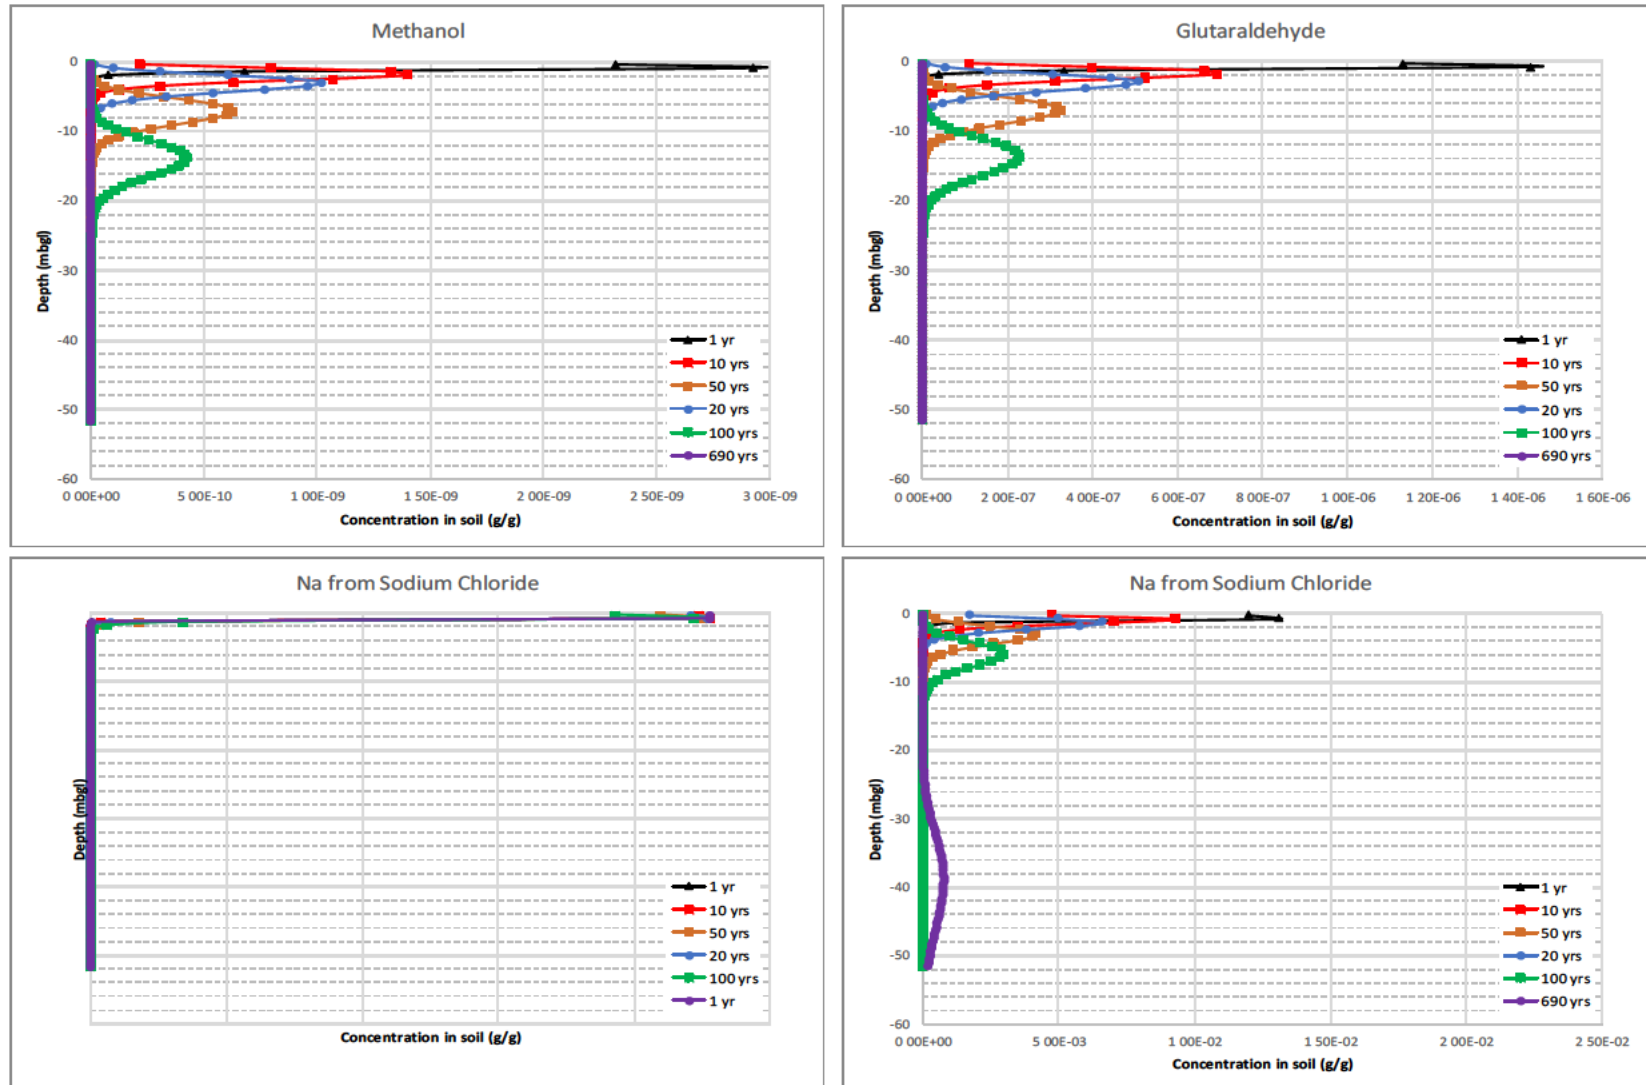 Methanol
0
-10
-20
-30
-40
-50
-60
Depth (mbgl)
1 yr
10 yrs
50 yrs
20 yrs
100 yrs
690 yrs
0 00E+00 5 00E-10 1 00E-09 1 50E-09 2 00E-09 2 50E-09 3 00E-09
Concentration in soil (g/g)
Glutaraldehyde
0
-10
-20
-30
-40
-50
-60
Depth (mbgl)
1 yr
10 yrs
50 yrs
20 yrs
100 yrs
690 yrs
0 00E+00 2 00E-07 4 00E-07 6 00E-07 8 00E-07 1 00E-06 1 20E-06 1 40E-06 1 60E-06
Concentration in soil (g/g)
Na from Sodium Chloride
Depth (mbgl)
1 yr
10 yrs
50 yrs
20 yrs
100 yrs
1 yr
Concentration in soil (g/g)
Na from Sodium Chloride
0
-10
-20
-30
-40
-50
-60
Depth (mbgl)
1 yr
10 yrs
50 yrs
20 yrs
100 yrs
690 yrs
0 00E+00 5 00E-03 1 00E-02 1 50E-02 2 00E-02 2 50E-02
Concentration in soil (g/g)